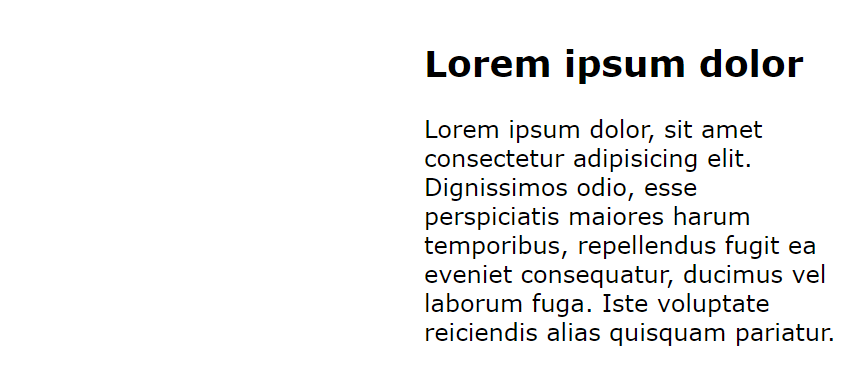 Lorem ipsum dolor
Lorem ipsum dolor, sit amet
consectetur adipisicing elit.
Dignissimos odio, esse
perspiciatis maiores harum
temporibus, repellendus fugit ea
eveniet consequatur, ducimus vel
laborum fuga. Iste voluptate
reiciendis alias quisquam pariatur.